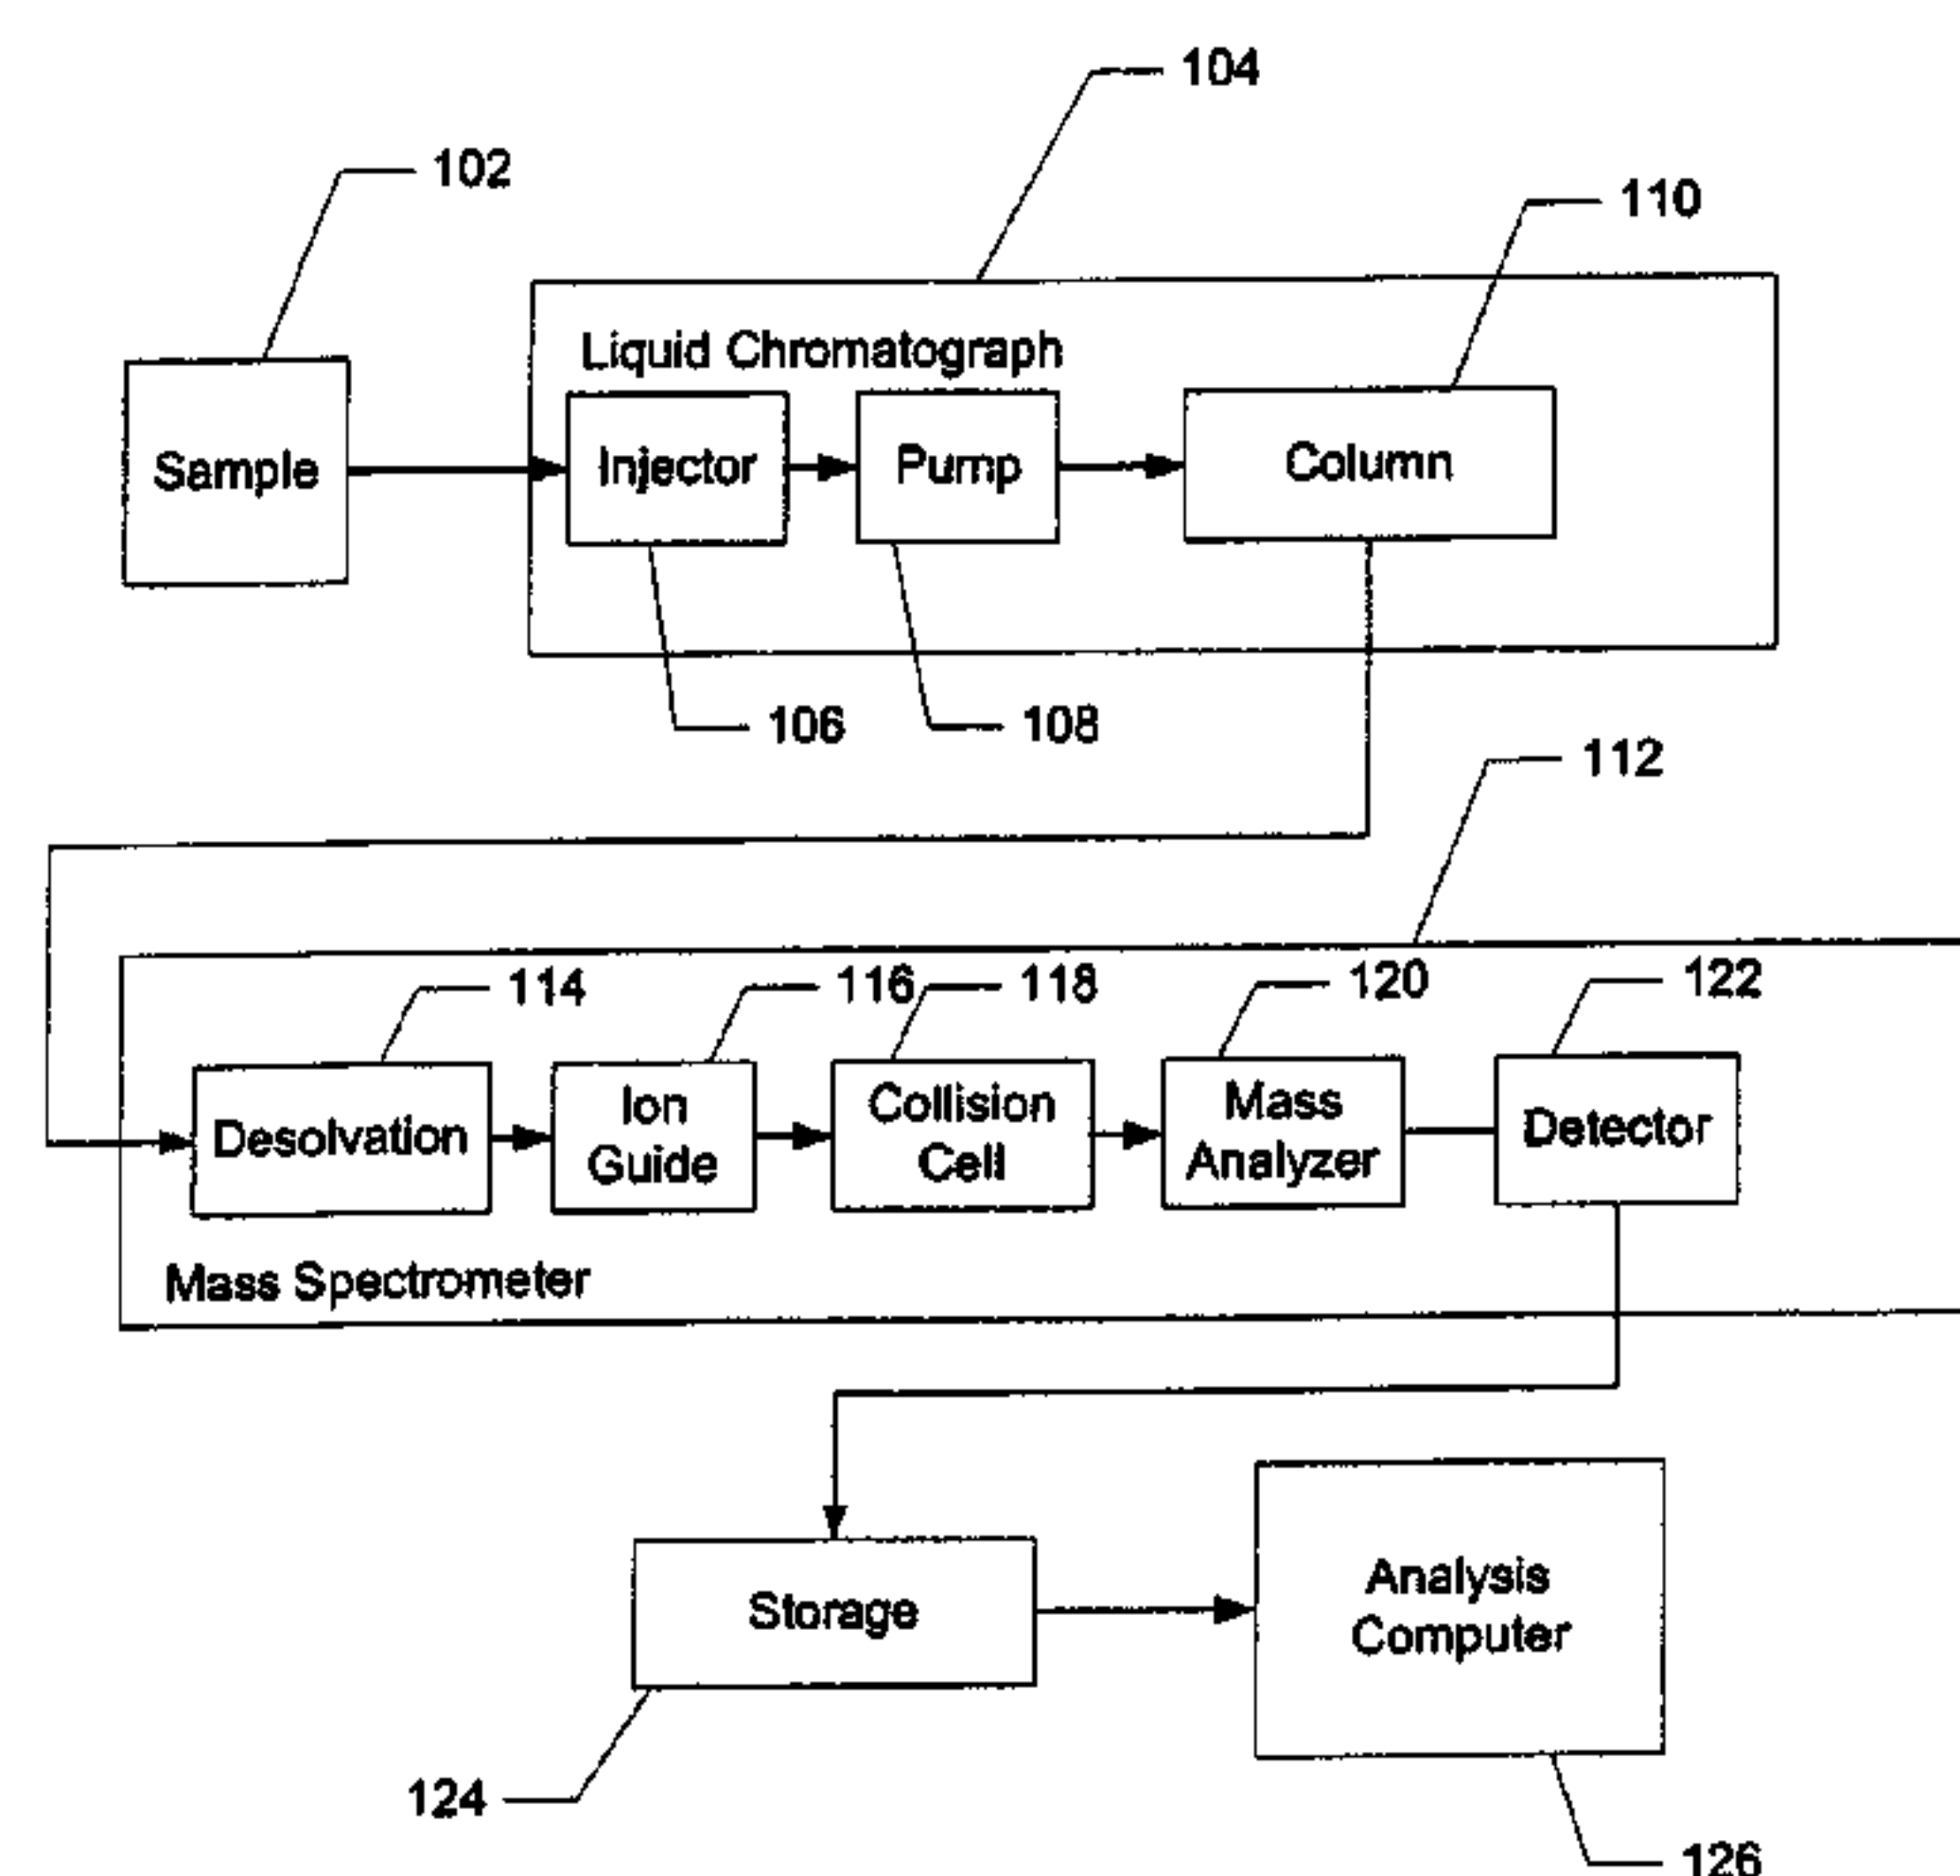 104
102
110
Liquid Chromatograph
Sample
Injector
Pump
Column
106
108
112
114
116
118
120
122
Desolvation
Ion
Guide
Collision
Cell
Mass
Analyzer
Detector
Mass Spectrometer
Storage
Analysis
Computer
124
126